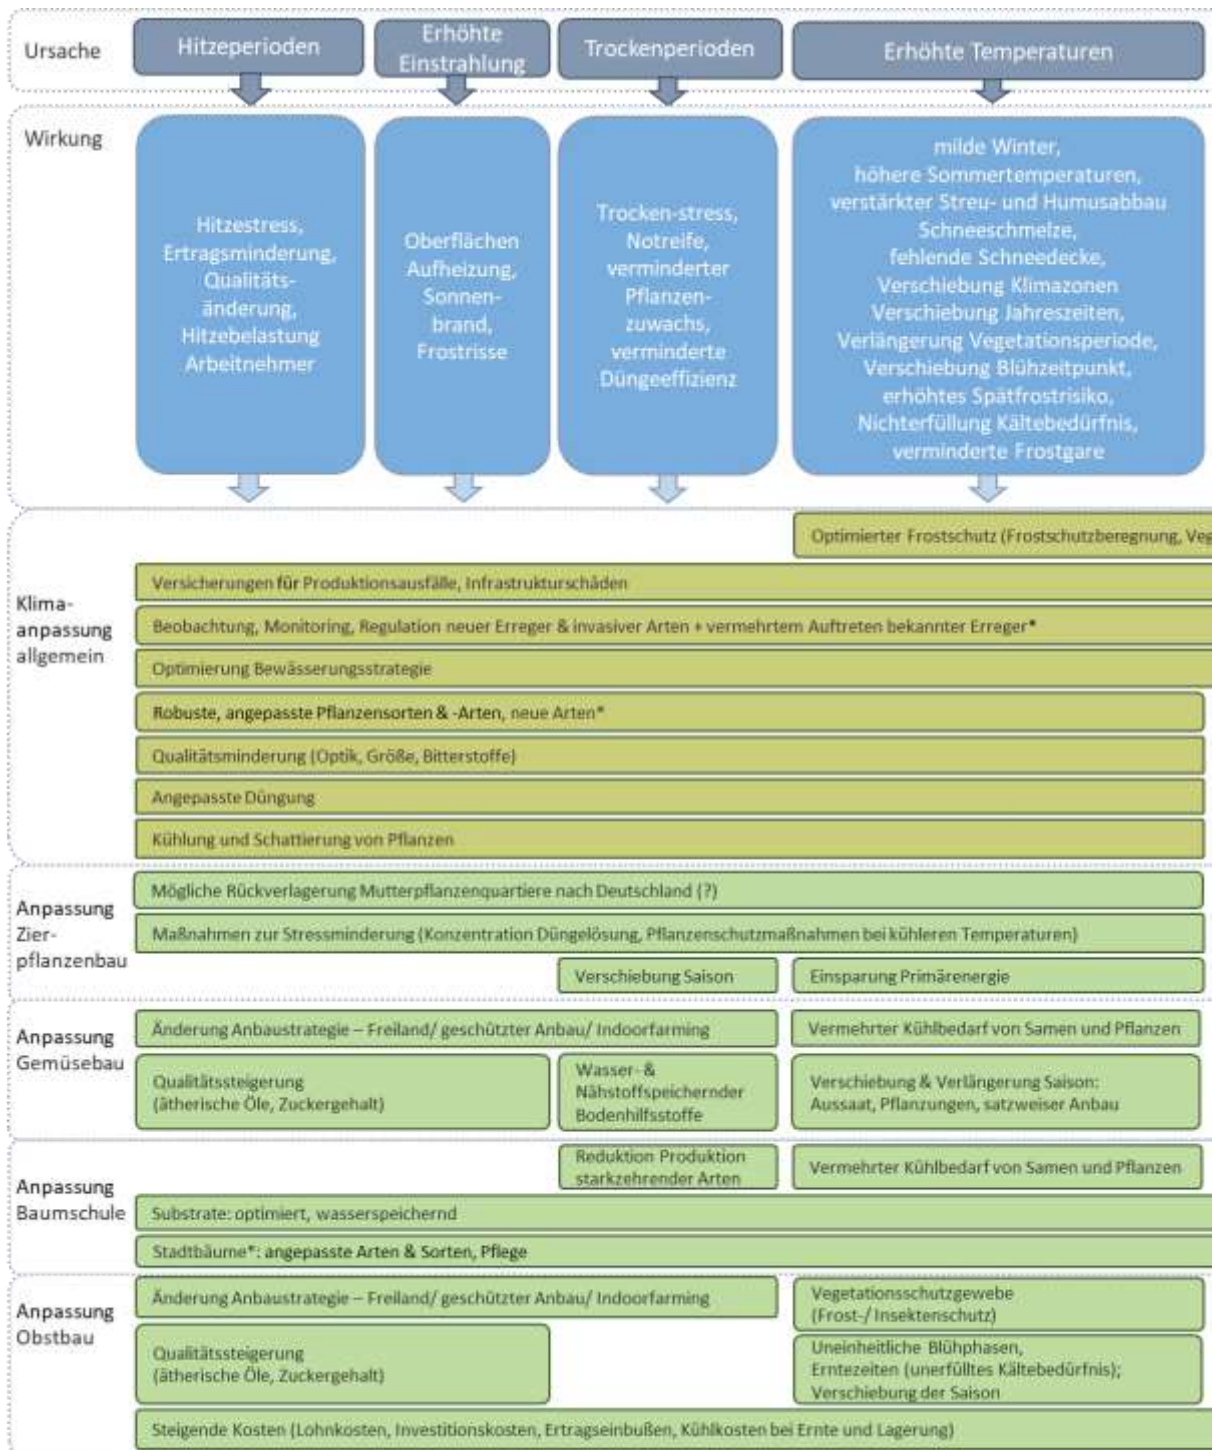 Ursache
Hitzeperioden
Erhöhte
Einstrahlung
Trockenperioden
Erhöhte Temperaturen
Wirkung
Hitzestress,
Ertragsminderung,
Qualitäts-
änderung,
Hitzebelastung
Arbeitnehmer
Oberflächen
Aufheizung,
Sonnen-
brand,
Frostrisse
Trocken-stress,
Notreife,
verminderter
Pflanzen-
zuwachs,
verminderte
Düngeeffizienz
milde Winter,
höhere Sommertemperaturen,
verstärkter Streu- und Humusabbau
Schneeschmelze,
fehlende Schneedecke,
Verschiebung Klimazonen
Verschiebung Jahreszeiten,
Verlängerung Vegetationsperiode,
Verschiebung Blühzeitpunkt,
erhöhtes Spätfrostrisiko,
Nichterfüllung Kältebedürfnis,
verminderte Frostgare
Klima-
anpassung
allgemein
Optimierter Frostschutz (Frostschutzberegnung, Veg
Versicherungen für Produktionsausfälle, Infrastrukturschäden
Beobachtung, Monitoring, Regulation neuer Erreger & invasiver Arten + vermehrtem Auftreten bekannter Erreger*
Optimierung Bewässerungsstrategie
Robuste, angepasste Pflanzensorten & -Arten, neue Arten*
Qualitätsminderung (Optik, Größe, Bitterstoffe)
Angepasste Düngung
Kühlung und Schattierung von Pflanzen
Anpassung
Zier-
pflanzenbau
Mögliche Rückverlagerung Mutterpflanzenquartiere nach Deutschland (?)
Maßnahmen zur Stressminderung (Konzentration Düngelösung, Pflanzenschutzmaßnahmen bei kühleren Temperaturen)
Verschiebung Saison
Einsparung Primärenergie
Anpassung
Gemüsebau
Änderung Anbaustrategie – Freiland/ geschützter Anbau/ Indoorfarming
Vermehrter Kühlbedarf von Samen und Pflanzen
Qualitätssteigerung
(ätherische Öle, Zuckergehalt)
Wasser- &
Nähstoffspeichernder
Bodenhilfsstoffe
Verschiebung & Verlängerung Saison:
Aussaat, Pflanzungen, satzweiser Anbau
Anpassung
Baumschule
Reduktion Produktion
starkzehrender Arten
Vermehrter Kühlbedarf von Samen und Pflanzen
Substrate: optimiert, wasserspeichernd
Stadtbäume*: angepasste Arten & Sorten, Pflege
Anpassung
Obstbau
Änderung Anbaustrategie – Freiland/ geschützter Anbau/ Indoorfarming
Vegetationsschutzgewebe
(Frost-/ Insektenschutz)
Qualitätssteigerung
(ätherische Öle, Zuckergehalt)
Uneinheitliche Blühphasen,
Erntezeiten (unerfülltes Kältebedürfnis);
Verschiebung der Saison
Steigende Kosten (Lohnkosten, Investitionskosten, Ertragseinbußen, Kühlkosten bei Ernte und Lagerung)